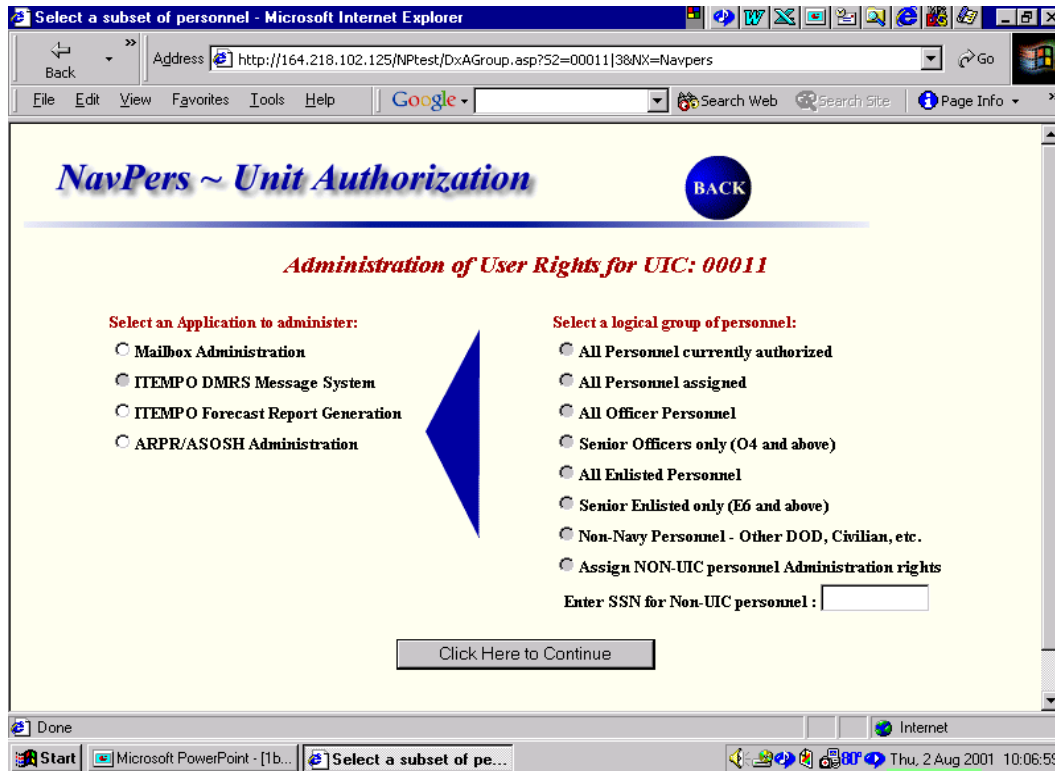 Select a subset of personnel - Microsoft Internet Explorer
Back
Address
http://164.218.102.125/NPtest/DxAGroup.asp?S2=00011|3&NX=Navpers
Go
File Edit View Favorites Tools Help
Google
Search Web
Search Site
Page Info
NavPers ~ Unit Authorization
BACK
Administration of User Rights for UIC: 00011
Select an Application to administer:
Mailbox Administration
ITEMPO DMRS Message System
ITEMPO Forecast Report Generation
ARPR/ASOSH Administration
Select a logical group of personnel:
All Personnel currently authorized
All Personnel assigned
All Officer Personnel
Senior Officers only (O4 and above)
All Enlisted Personnel
Senior Enlisted only (E6 and above)
Non-Navy Personnel - Other DOD, Civilian, etc.
Assign NON-UIC personnel Administration rights
Enter SSN for Non-UIC personnel :
Click Here to Continue
Done
Internet
Start
Microsoft PowerPoint - [1b...
Select a subset of pe...
80°
Thu, 2 Aug 2001 10:06:59